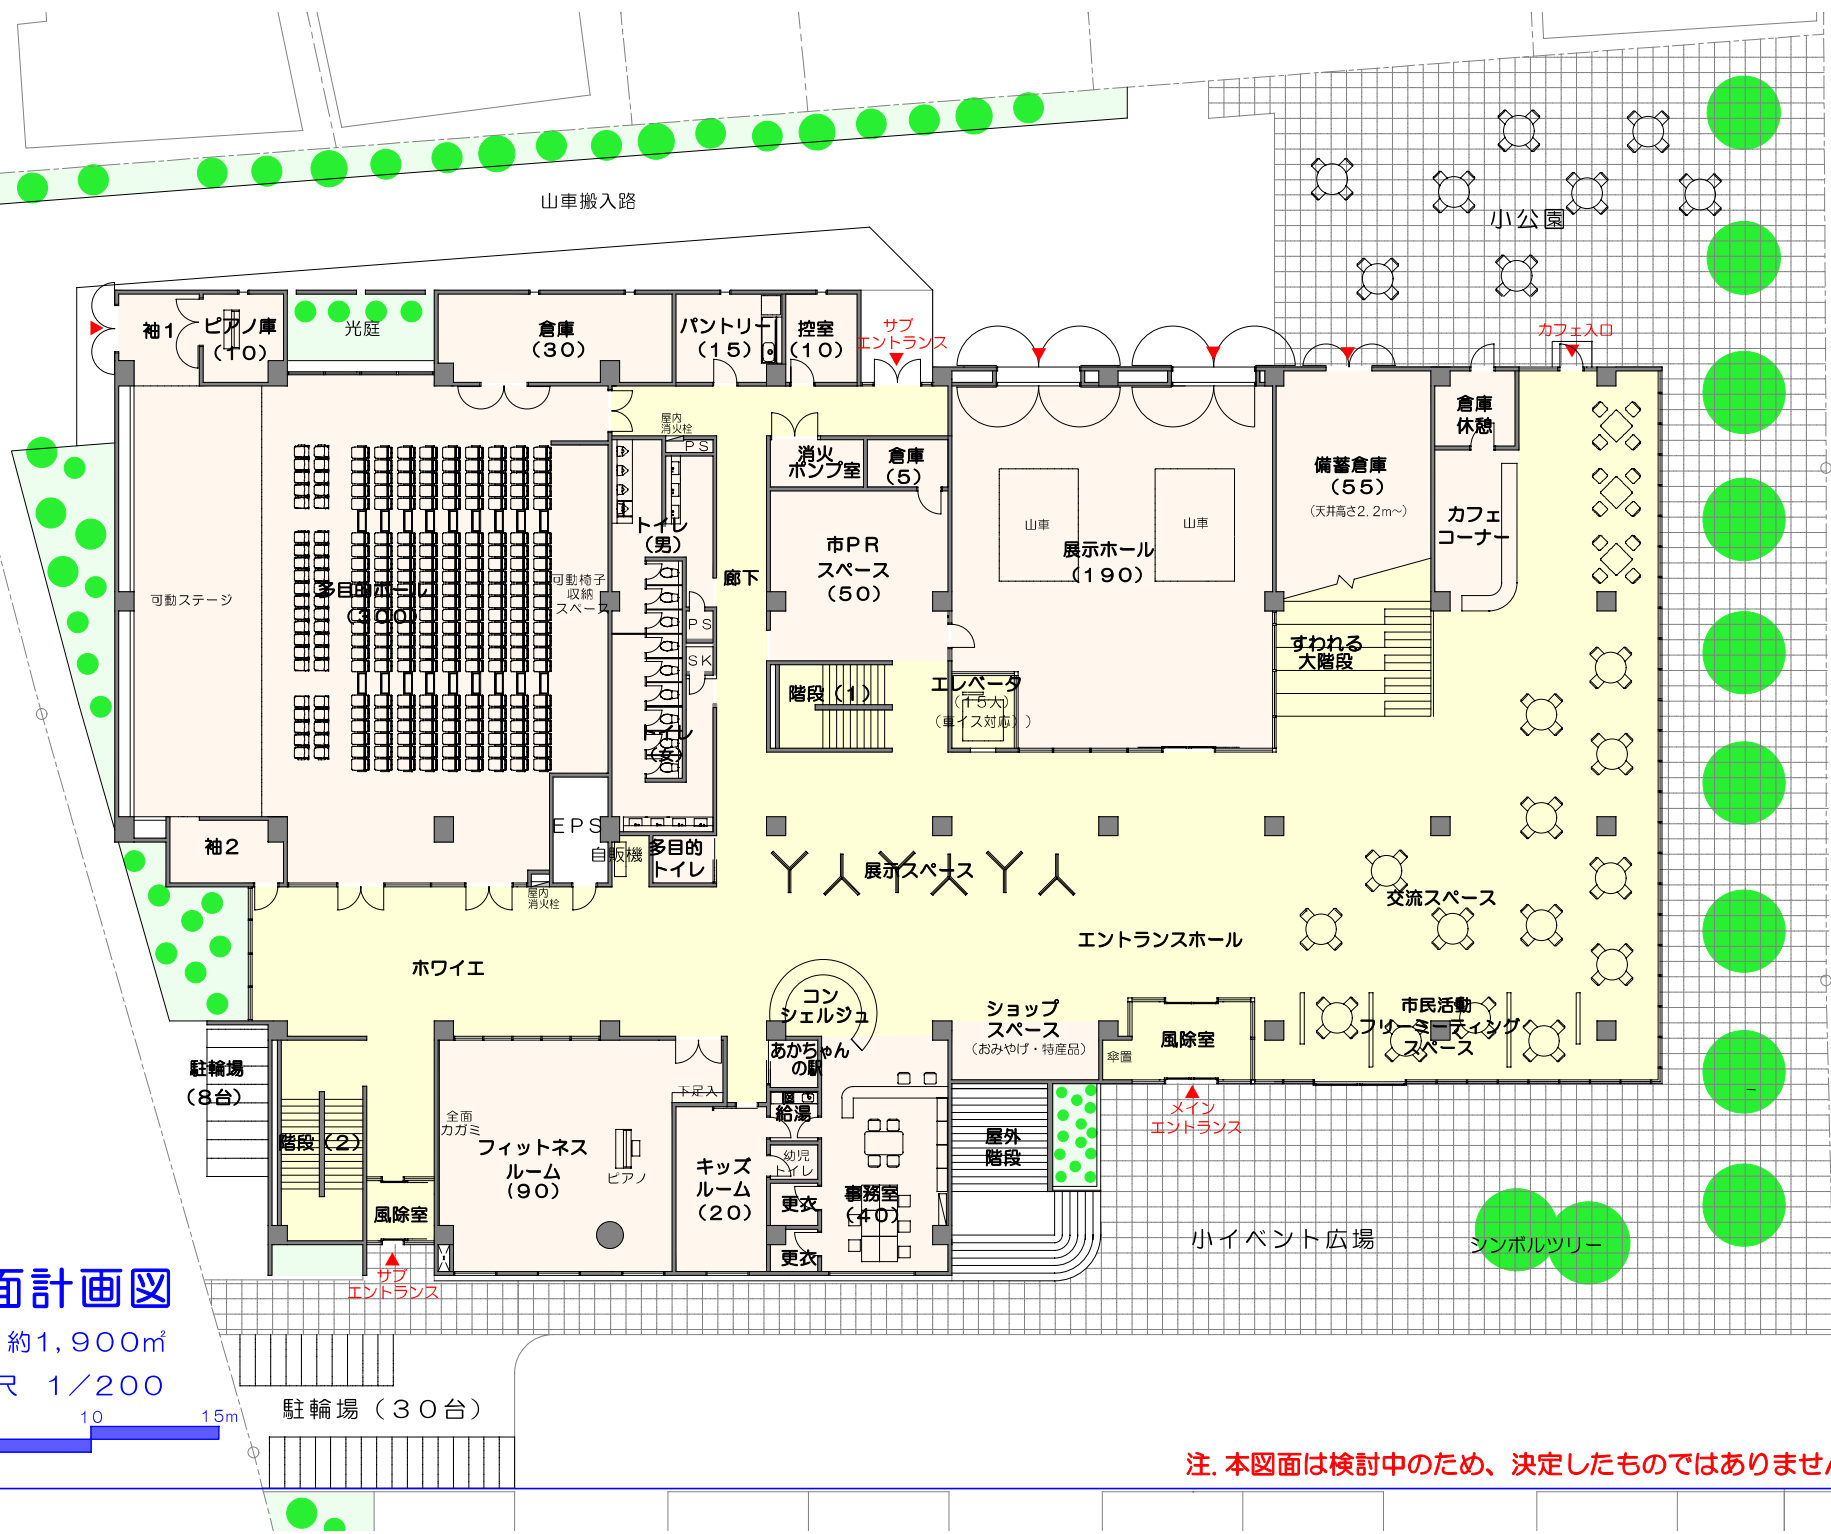 山車搬入路
小公園
袖1
ピアノ庫
(10)
光庭
倉庫
(30)
パントリー
(15)
控室
(10)
サブ
エントランス
カフェ入口
屋内
消火栓
PS
消火
ポンプ室
倉庫
(5)
倉庫
休憩
備蓄倉庫
(55)
(天井高さ2.2m~)
カフェ
コーナー
トイレ
(男)
市PR
スペース
(50)
山車
山車
展示ホール
(190)
廊下
可動ステージ
多目的ホール
(300)
可動椅子
収納
スペース
PS
SK
すわれる
大階段
階段(1)
エレベータ
(15人)
(車イス対応)
トイレ
(女)
EPS
自販機
多目的
トイレ
袖2
屋内
消火栓
展示スペース
交流スペース
エントランスホール
ホワイエ
コン
シェルジュ
ショップ
スペース
(おみやげ・特産品)
傘置
風除室
市民活動
フリーミーティング
スペース
駐輪場
(8台)
あかちゃん
の駅
下足入
給湯
メイン
エントランス
全面
カガミ
フィットネス
ルーム
(90)
ピアノ
階段(2)
キッズ
ルーム
(20)
幼児
トイレ
更衣
更衣
事務室
(40)
屋外
階段
風除室
サブ
エントランス
小イベント広場
シンボルツリー
面計画図
約1,900㎡
尺 1/200
10
15m
駐輪場(30台)
注.本図面は検討中のため、決定したものではありません